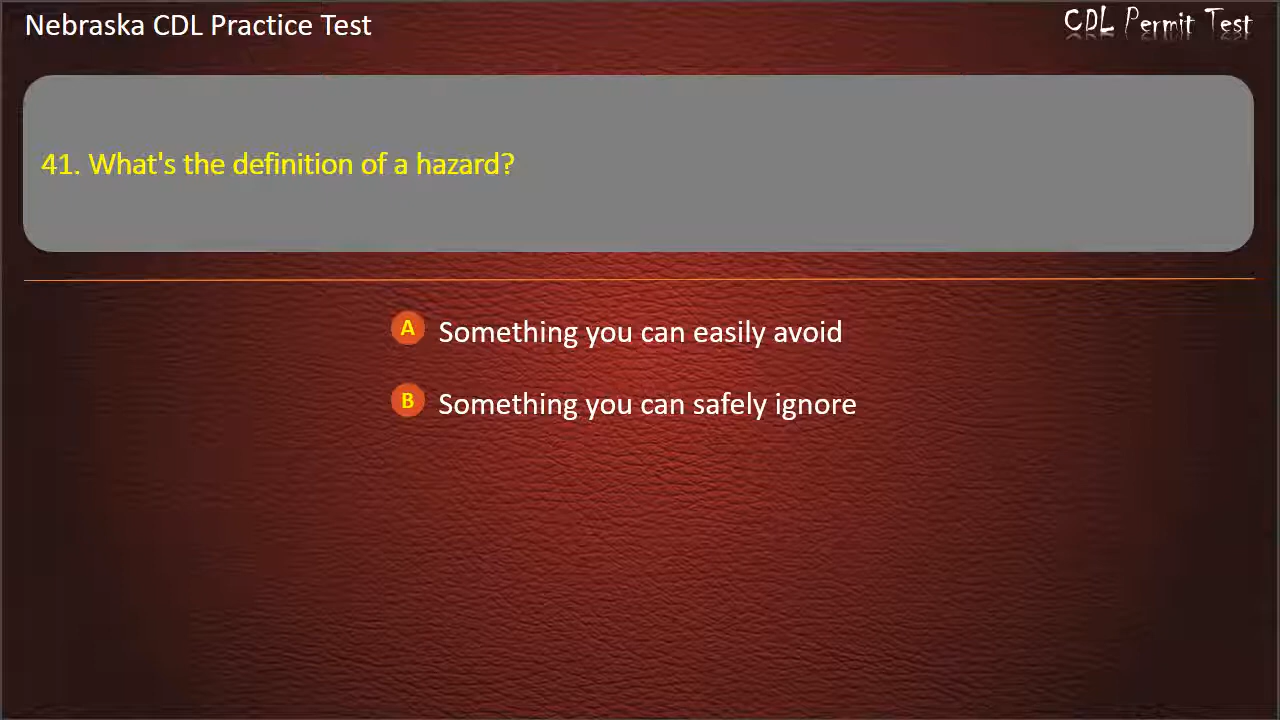 Nebraska CDL Practice Test
CDL Permit Test
41. What's the definition of a hazard?
A Something you can easily avoid
B Something you can safely ignore